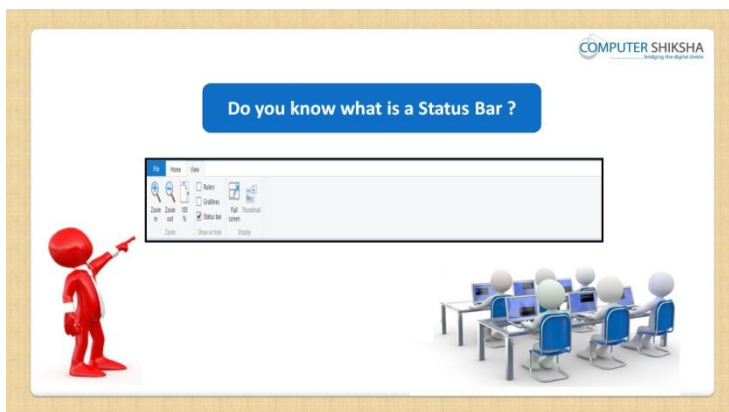 COMPUTER SHIKSHA
bridging the digital divide
Do you know what is a Status Bar ?
File Home View
Zoom in
Zoom out
100 %
Rulers
Gridlines
Status bar
Full screen
Thumbnail
Zoom
Show or hide
Display